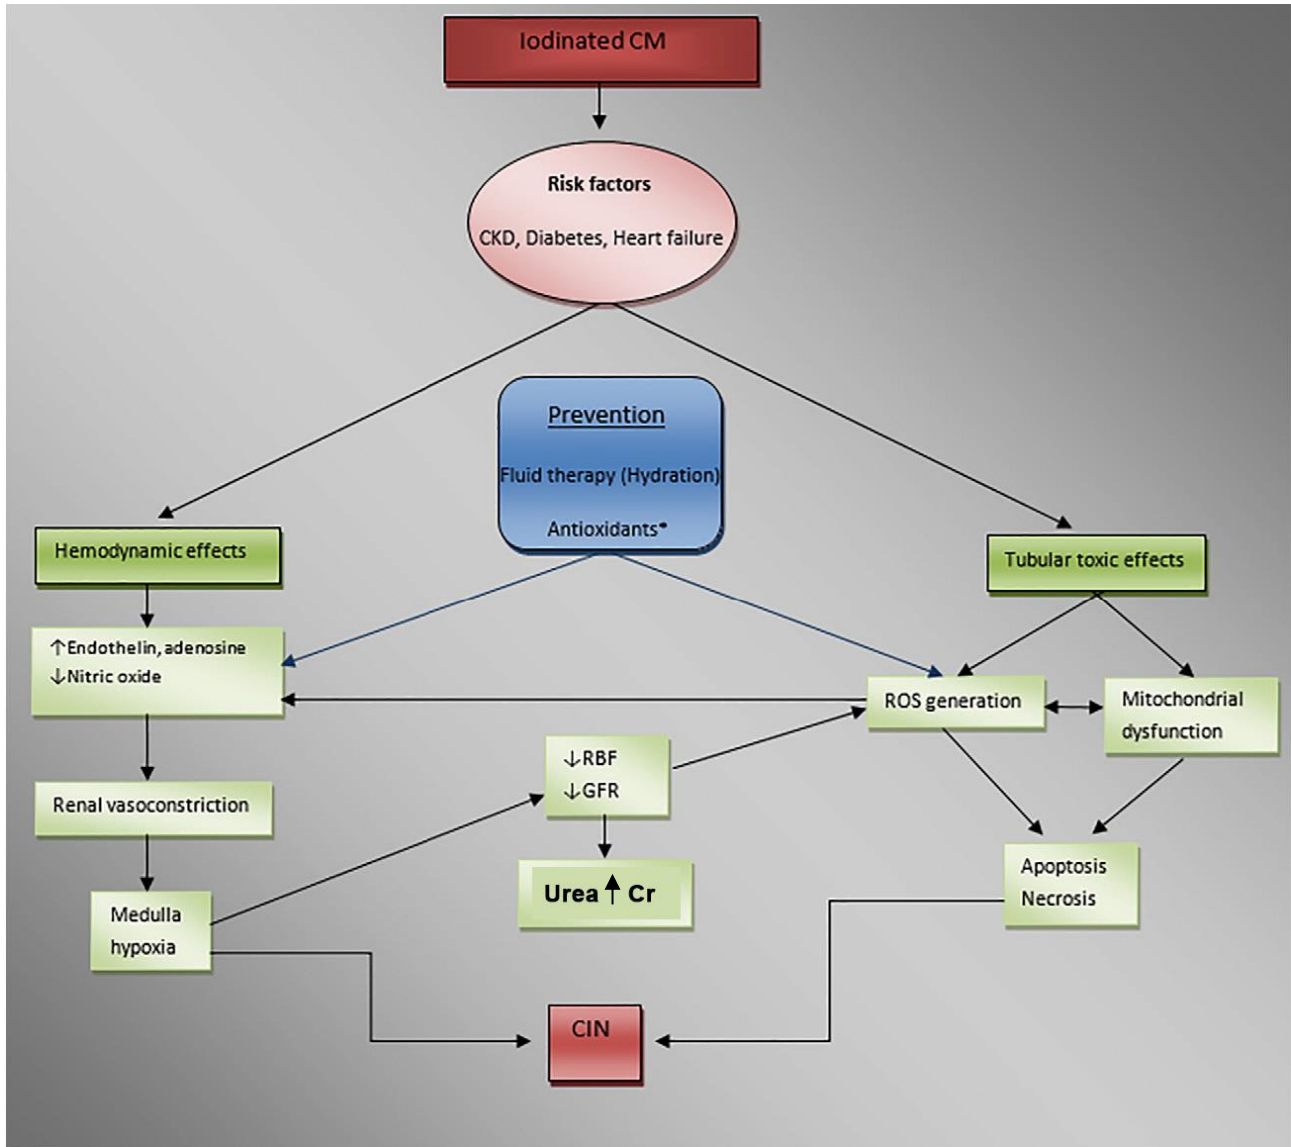 Iodinated CM
Risk factors
CKD, Diabetes, Heart failure
Prevention
Fluid therapy (Hydration)
Antioxidants*
Hemodynamic effects
Tubular toxic effects
↑Endothelin, adenosine
↓Nitric oxide
ROS generation
Mitochondrial
dysfunction
↓RBF
↓GFR
Renal vasoconstriction
Urea ↑ Cr
Apoptosis
Necrosis
Medulla
hypoxia
CIN